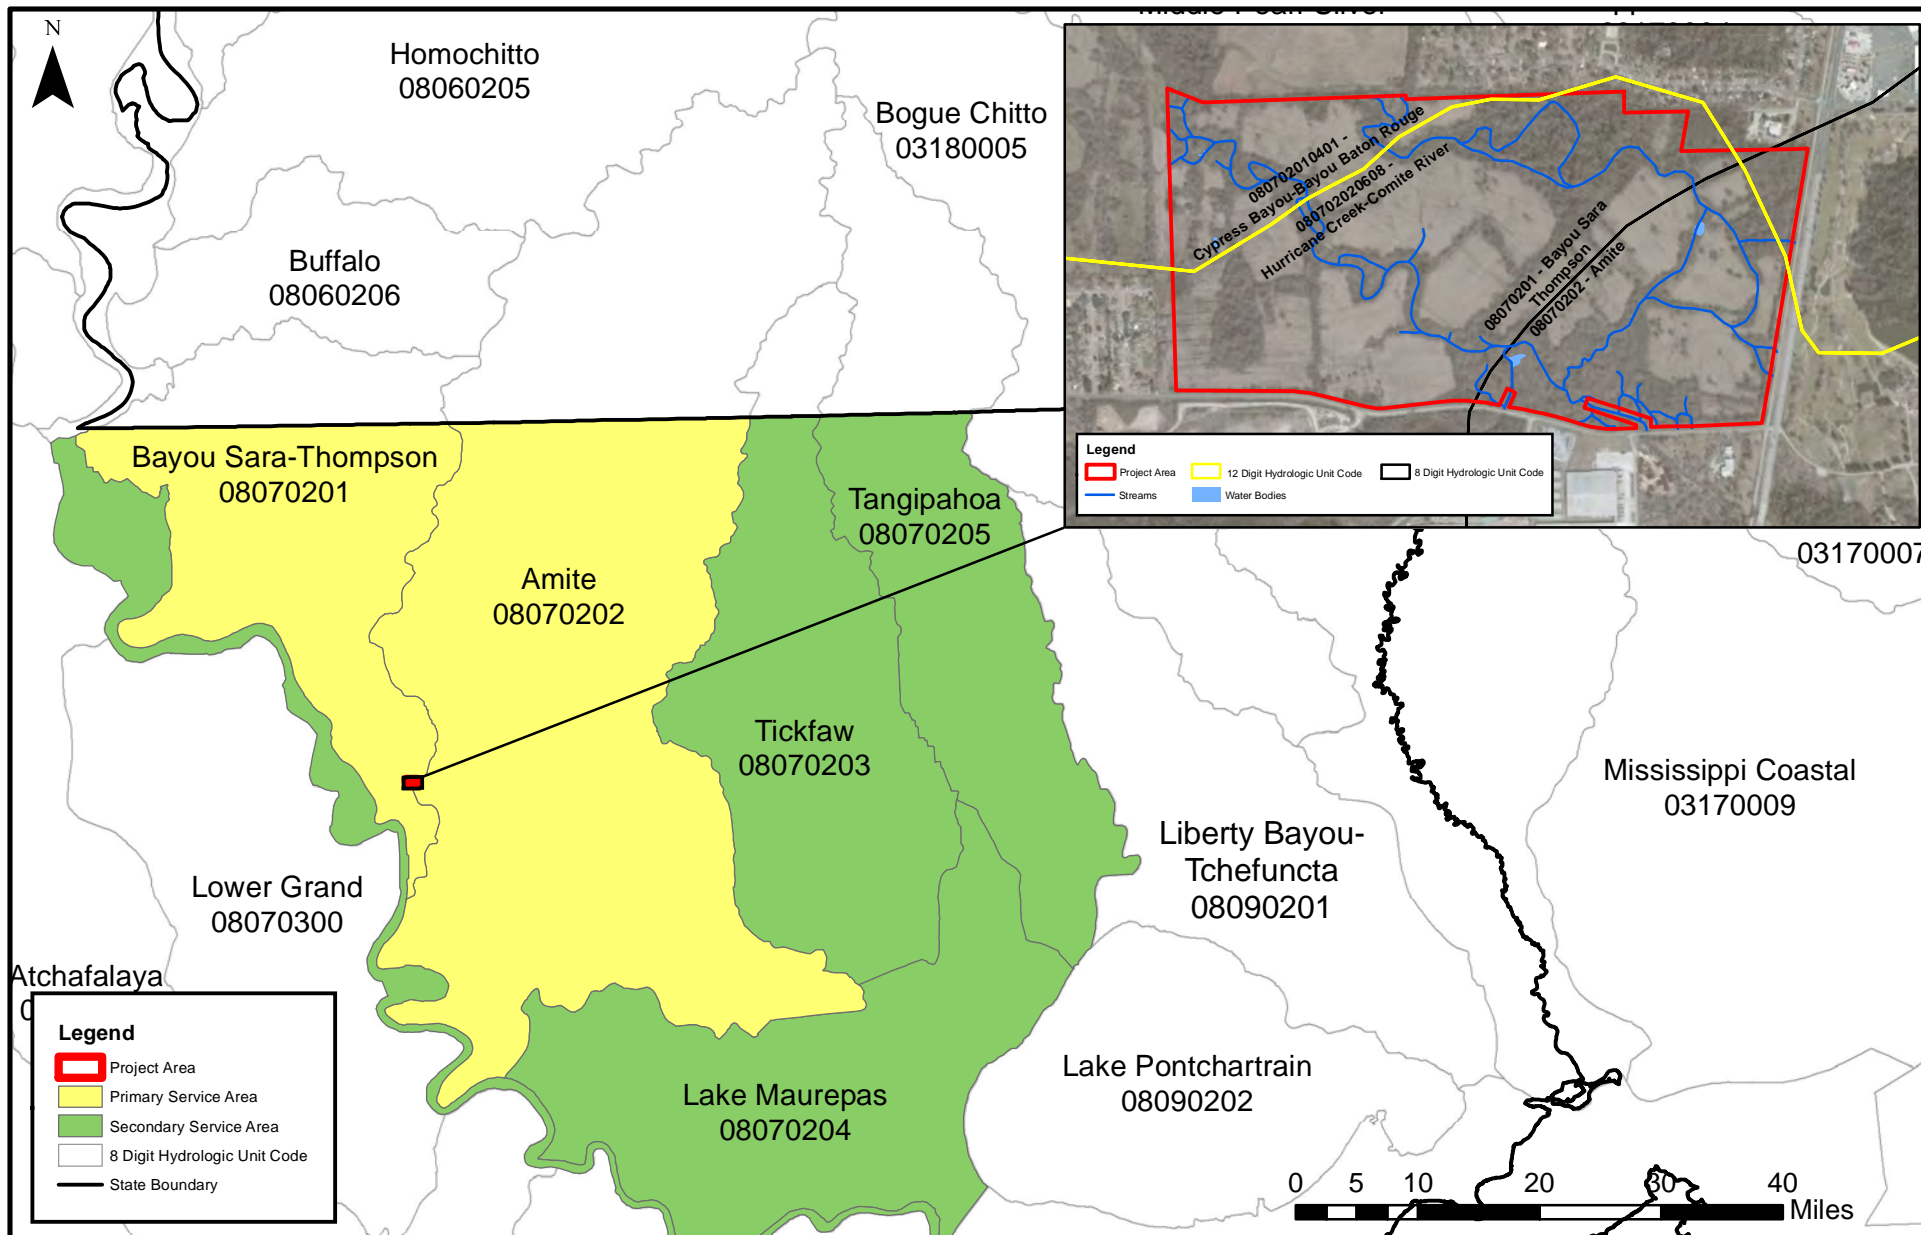 N
Homochitto
08060205
Bogue Chitto
03180005
Buffalo
08060206
Bayou Sara-Thompson
08070201
Tangipahoa
08070205
Amite
08070202
Tickfaw
08070203
03170007
Mississippi Coastal
03170009
Liberty Bayou-
Tchefuncta
08090201
Lower Grand
08070300
Atchafalaya
Lake Pontchartrain
08090202
Lake Maurepas
08070204
080702010401 -
Cypress Bayou-Bayou Baton Rouge
080702020608 -
Hurricane Creek-Comite River
08070201 - Bayou Sara
Thompson
08070202 - Amite
Legend
Project Area
12 Digit Hydrologic Unit Code
8 Digit Hydrologic Unit Code
Streams
Water Bodies
Legend
Project Area
Primary Service Area
Secondary Service Area
8 Digit Hydrologic Unit Code
State Boundary
0 5 10 20 30 40
Miles